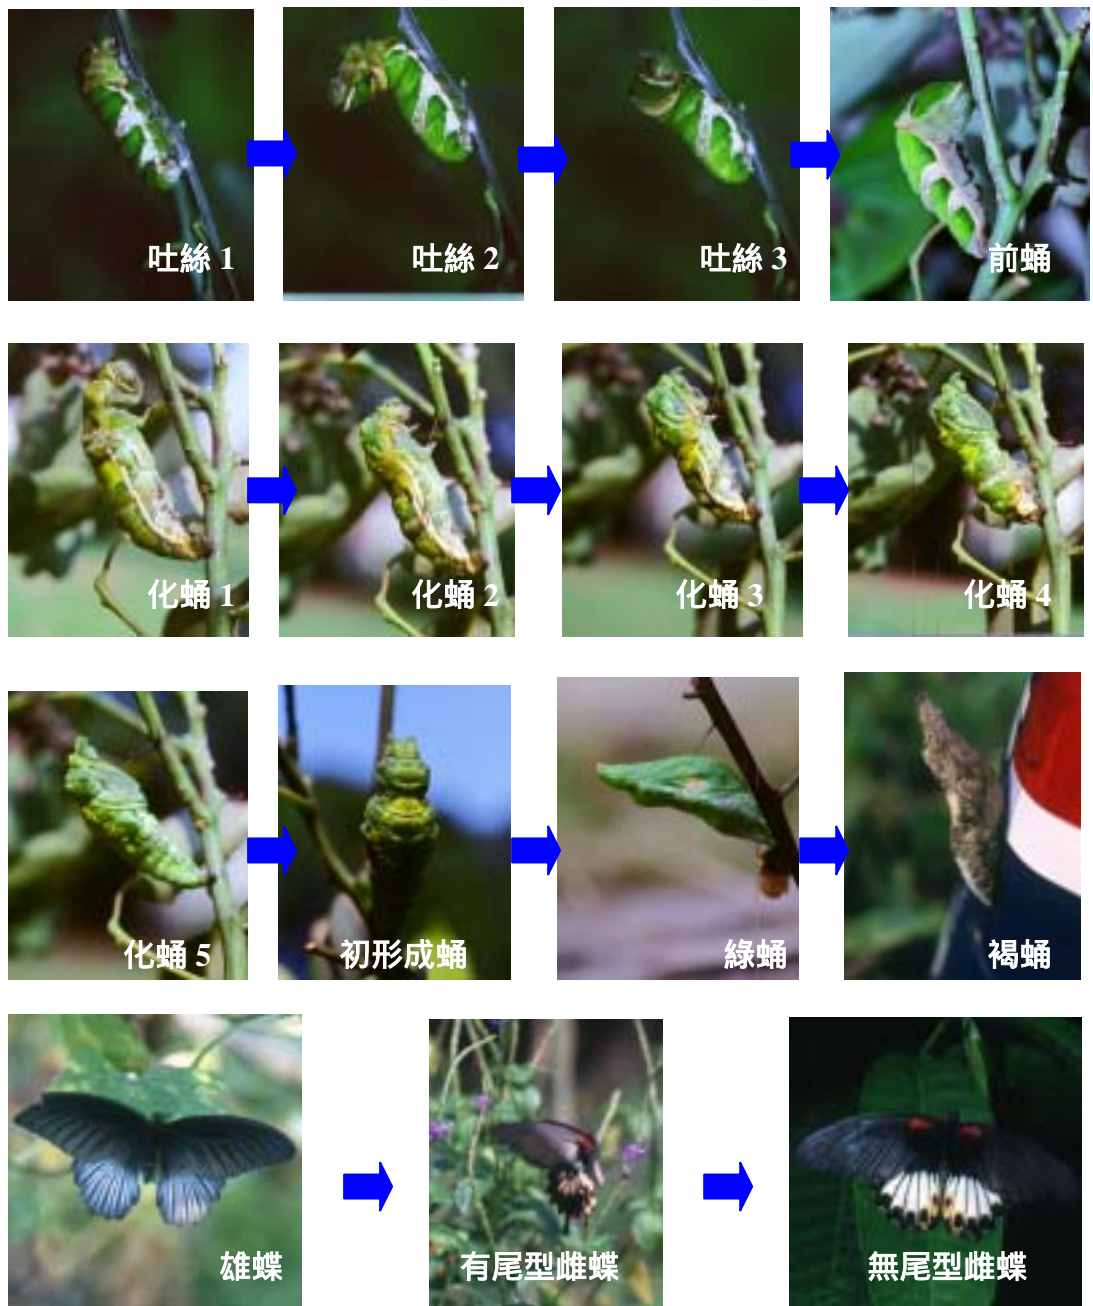 吐絲 1
吐絲 2
吐絲 3
前蛹
化蛹 1
化蛹 2
化蛹 3
化蛹 4
化蛹 5
初形成蛹
綠蛹
褐蛹
雄蝶
有尾型雌蝶
無尾型雌蝶